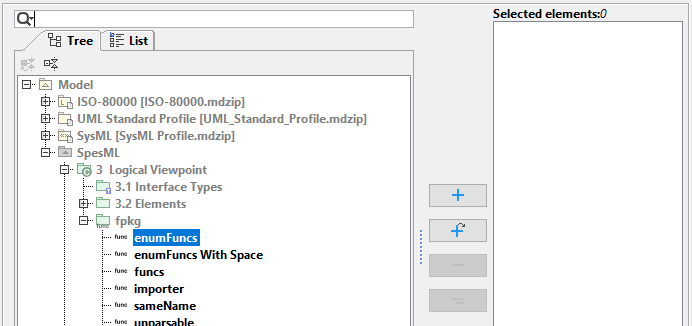 Selected elements:0
Tree
List
Model
ISO-80000 [ISO-80000.mdzip]
UML Standard Profile [UML_Standard_Profile.mdzip]
SysML [SysML Profile.mdzip]
SpesML
3 Logical Viewpoint
3.1 Interface Types
3.2 Elements
fpkg
func enumFuncs
func enumFuncs With Space
func funcs
func importer
func sameName
func unparsable